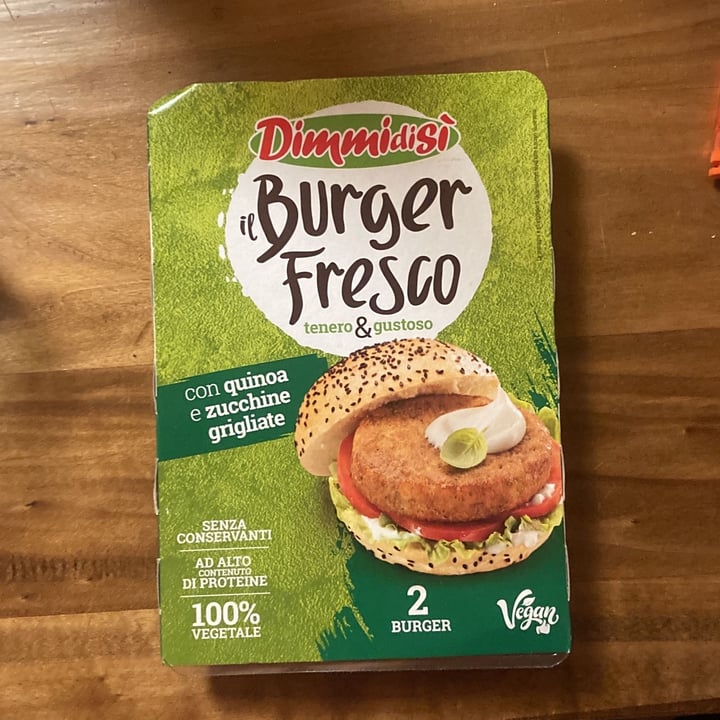 Dimmidisì
il Burger
Fresco
tenero & gustoso
con quinoa
e zucchine
grigliate
SENZA
CONSERVANTI
AD ALTO
CONTENUTO
DI PROTEINE
100%
VEGETALE
2
BURGER
Vegan